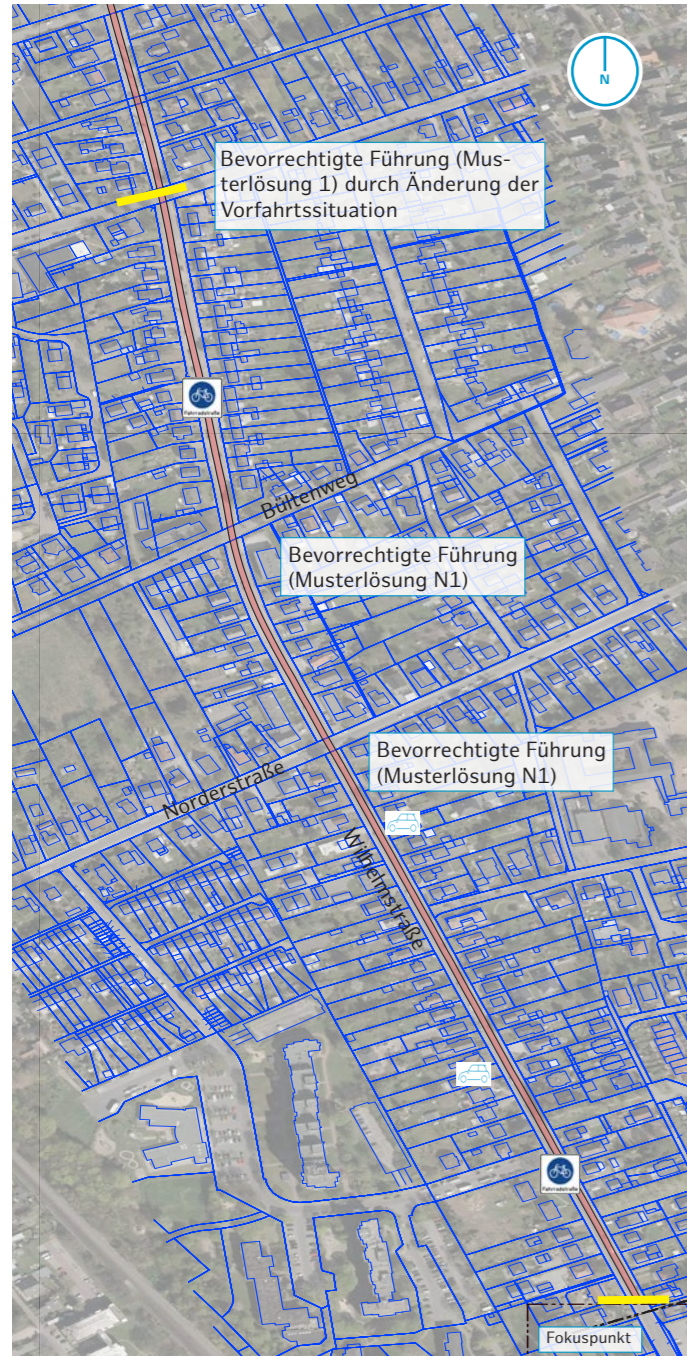 N
Bevorrechtigte Führung (Mus-
terlösung 1) durch Änderung der
Vorfahrtssituation
Fahrradstraße
Bültenweg
Bevorrechtigte Führung
(Musterlösung N1)
Bevorrechtigte Führung
(Musterlösung N1)
Norderstraße
Wilhelmstraße
Fahrradstraße
Fokuspunkt